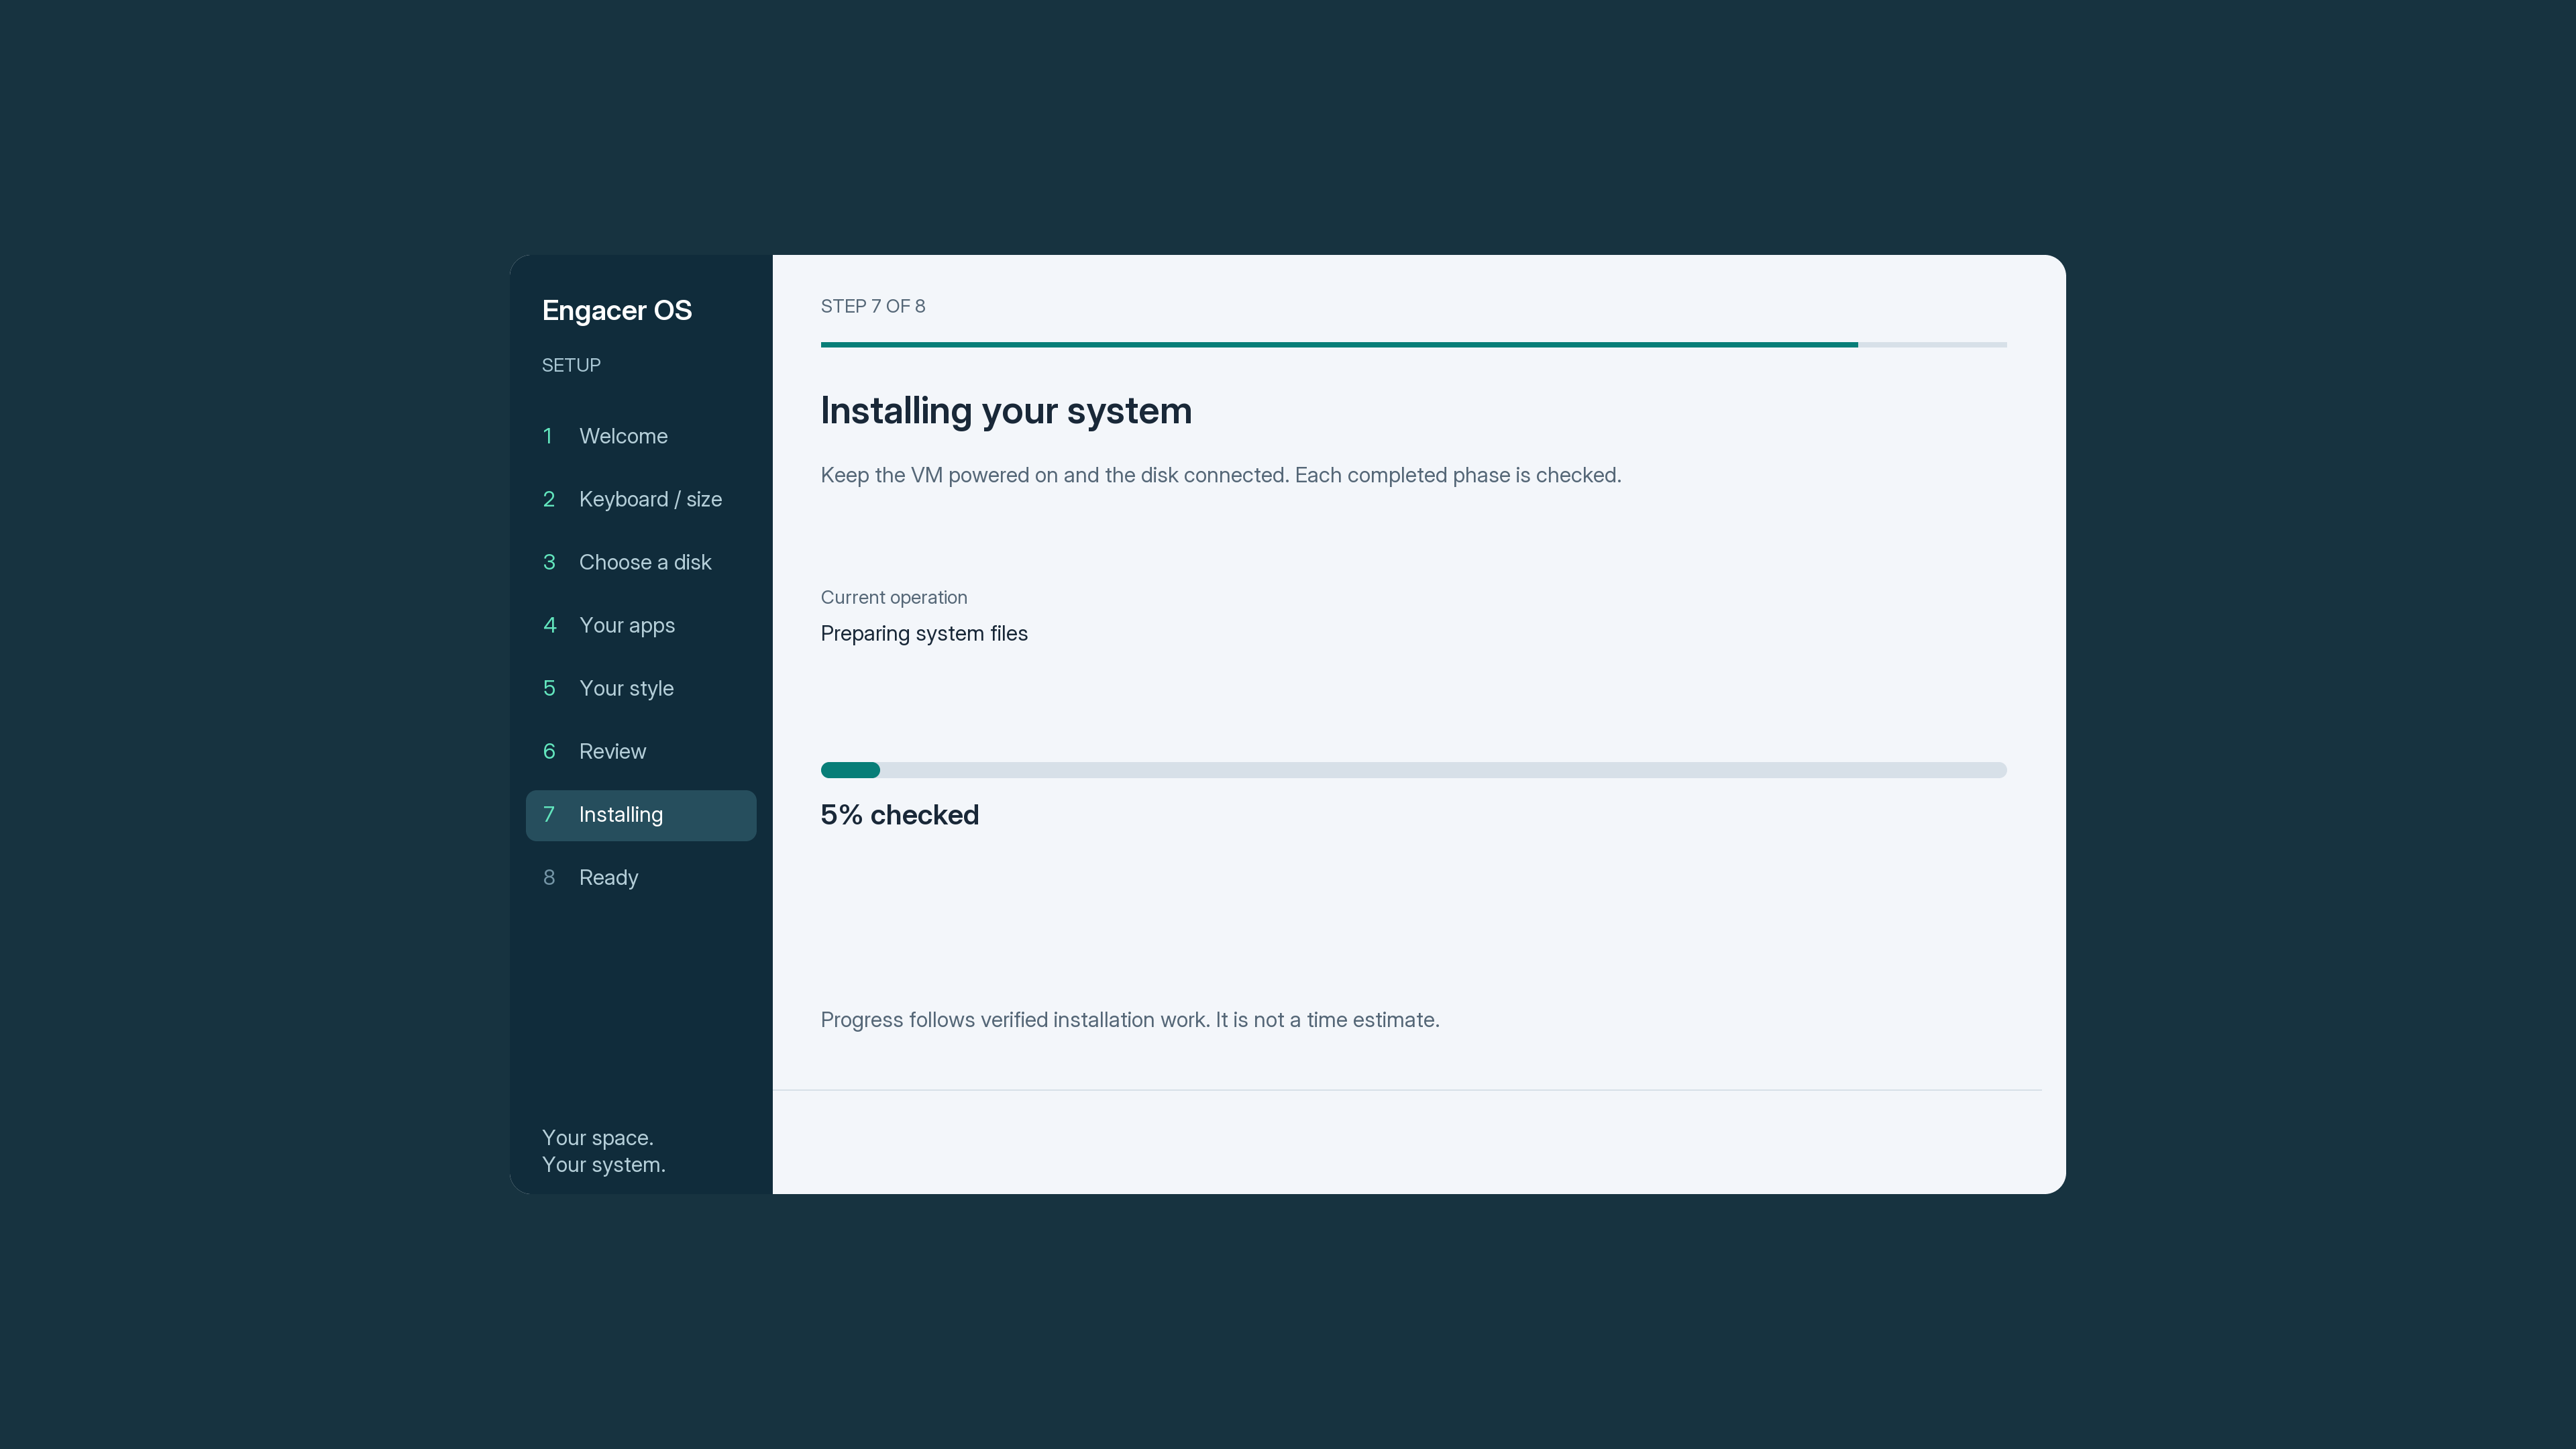 Engacer OS
SETUP
1 Welcome
2 Keyboard / size
3 Choose a disk
4 Your apps
5 Your style
6 Review
7 Installing
8 Ready
Your space.
Your system.
STEP 7 OF 8
Installing your system
Keep the VM powered on and the disk connected. Each completed phase is checked.
Current operation
Preparing system files
5% checked
Progress follows verified installation work. It is not a time estimate.